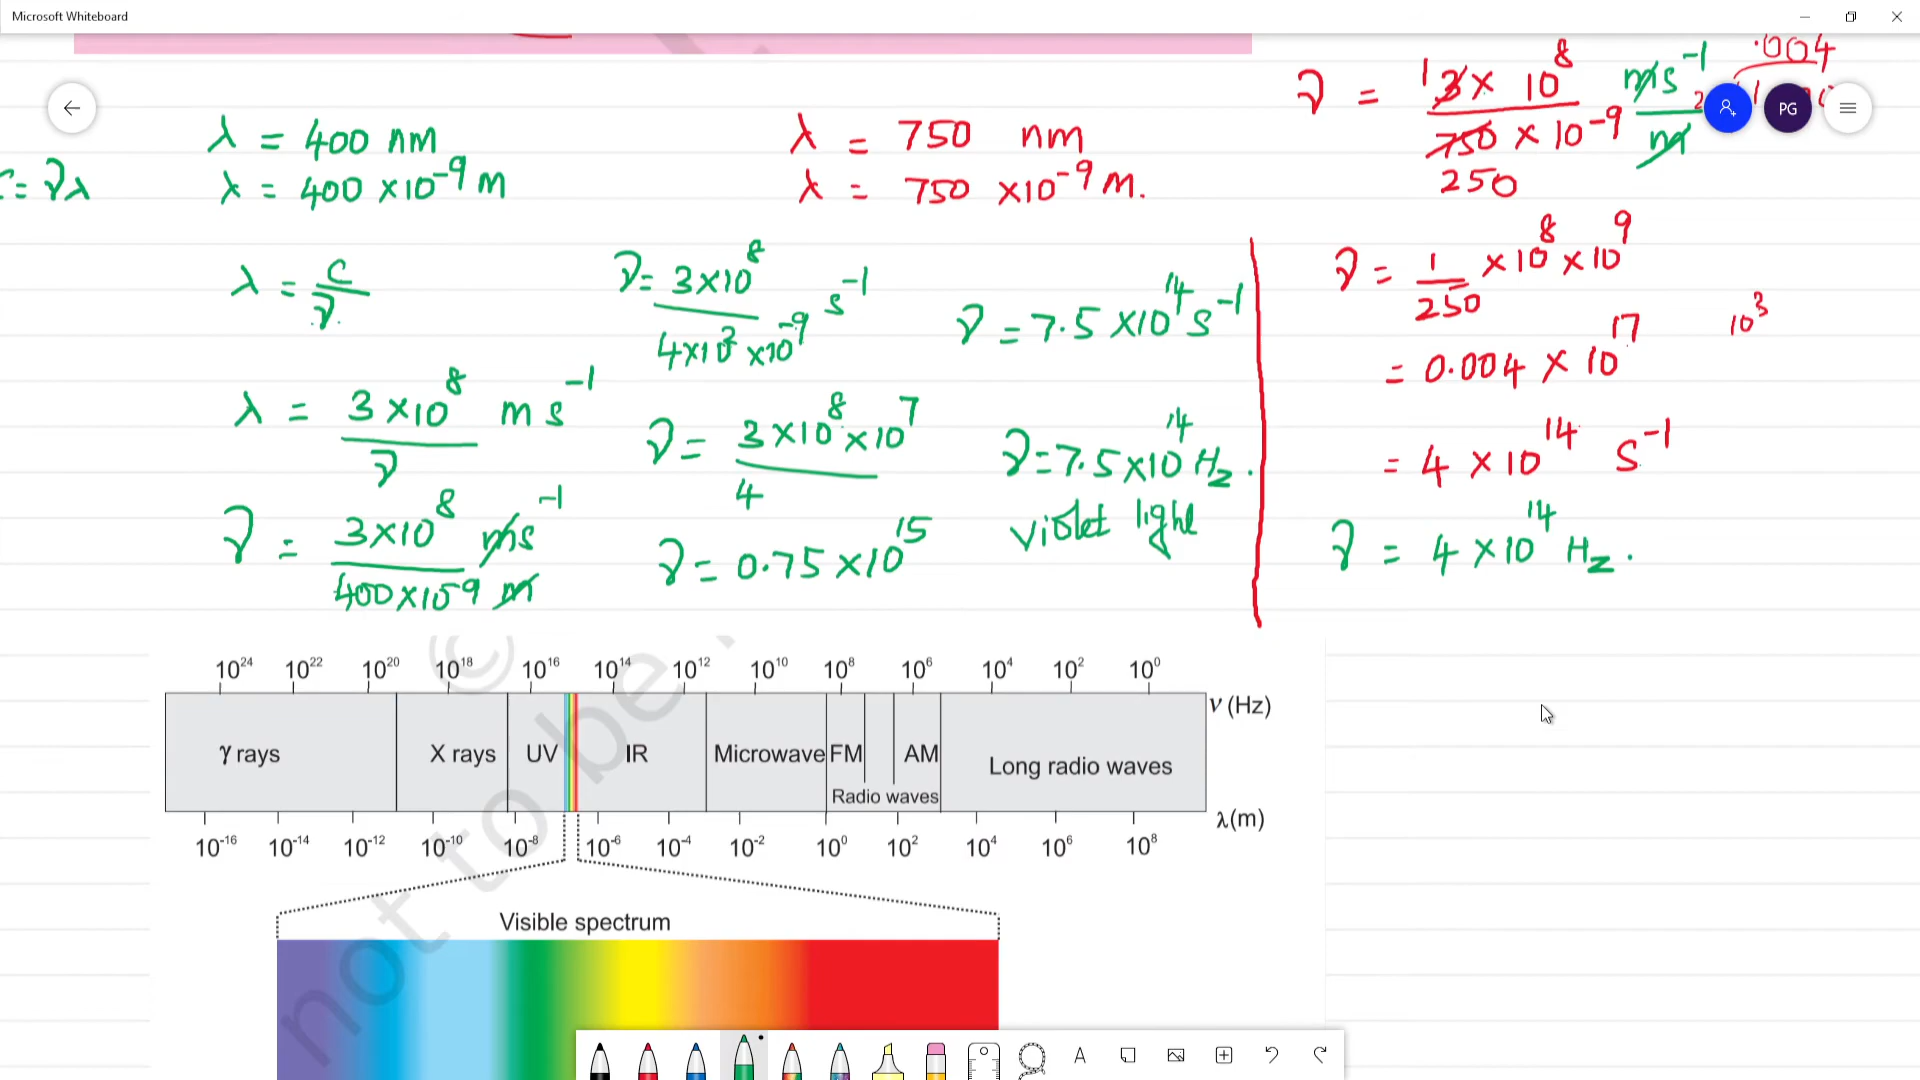 Microsoft Whiteboard
λ = 400 nm
c = νλ
λ = 400 × 10⁻⁹ m
λ = c/ν
λ = 3×10⁸/ν m s⁻¹
ν = 3×10⁸/400×10⁻⁹ ms⁻¹/m
ν = 3×10⁸/4×10²×10⁻⁹ s⁻¹
ν = 3×10⁸×10⁷/4
ν = 0.75×10¹⁵
ν = 7.5×10¹⁴ s⁻¹
ν = 7.5×10¹⁴ Hz.
violet light
λ = 750 nm
λ = 750 ×10⁻⁹ m.
ν = 13× 10⁸/750 × 10⁻⁹ ms⁻¹/m
250
.004
PG
ν = 1/250 ×10⁸×10⁹
= 0.004 × 10¹⁷
10³
= 4 × 10¹⁴ s⁻¹
ν = 4 ×10¹⁴ Hz.
10²⁴ 10²² 10²⁰ 10¹⁸ 10¹⁶ 10¹⁴ 10¹² 10¹⁰ 10⁸ 10⁶ 10⁴ 10² 10⁰
ν (Hz)
γ rays X rays UV IR Microwave FM AM Long radio waves
Radio waves
λ(m)
10⁻¹⁶ 10⁻¹⁴ 10⁻¹² 10⁻¹⁰ 10⁻⁸ 10⁻⁶ 10⁻⁴ 10⁻² 10⁰ 10² 10⁴ 10⁶ 10⁸
Visible spectrum
© not to be
A